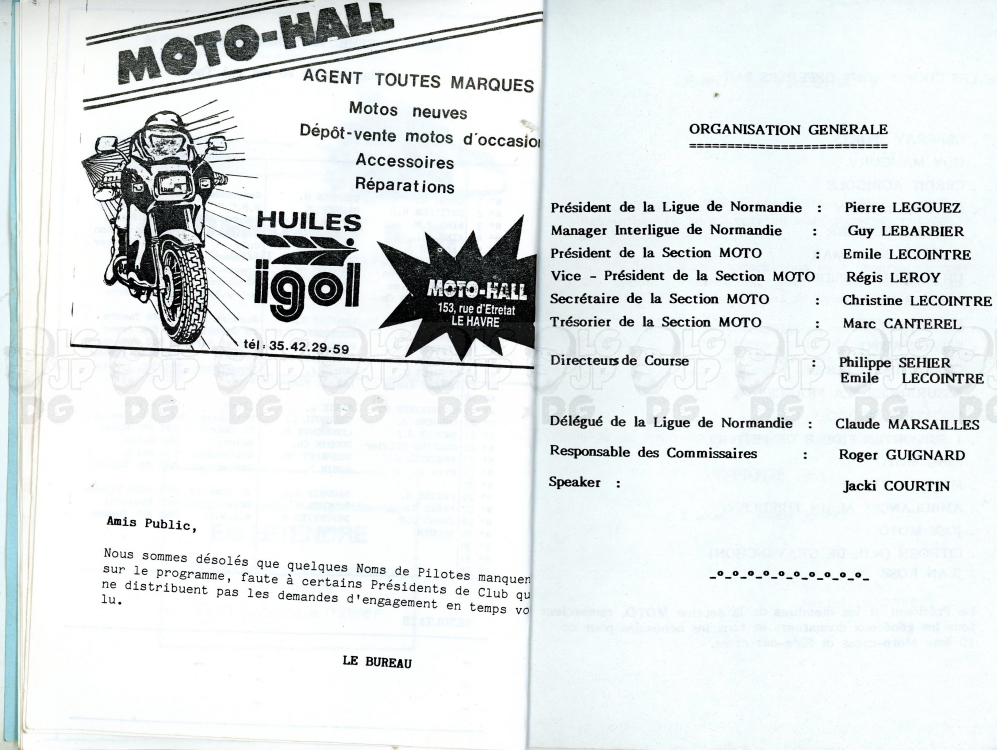 MOTO-HALL
AGENT TOUTES MARQUES
Motos neuves
Dépôt-vente motos d'occasion
Accessoires
Réparations
HUILES
igol
MOTO-HALL
153, rue d'Etretat
LE HAVRE
tél : 35.42.29.59
Amis Public,
Nous sommes désolés que quelques Noms de Pilotes manquen
sur le programme, faute à certains Présidents de Club qu
ne distribuent pas les demandes d'engagement en temps vo
lu.
LE BUREAU
ORGANISATION GENERALE
=========================
Président de la Ligue de Normandie : Pierre LEGOUEZ
Manager Interligue de Normandie : Guy LEBARBIER
Président de la Section MOTO : Emile LECOINTRE
Vice - Président de la Section MOTO Régis LEROY
Secrétaire de la Section MOTO : Christine LECOINTRE
Trésorier de la Section MOTO : Marc CANTEREL
Directeurs de Course : Philippe SEHIER
Emile LECOINTRE
Délégué de la Ligue de Normandie : Claude MARSAILLES
Responsable des Commissaires : Roger GUIGNARD
Speaker : Jacki COURTIN
_o_o_o_o_o_o_o_o_o_o_
LG JP DG